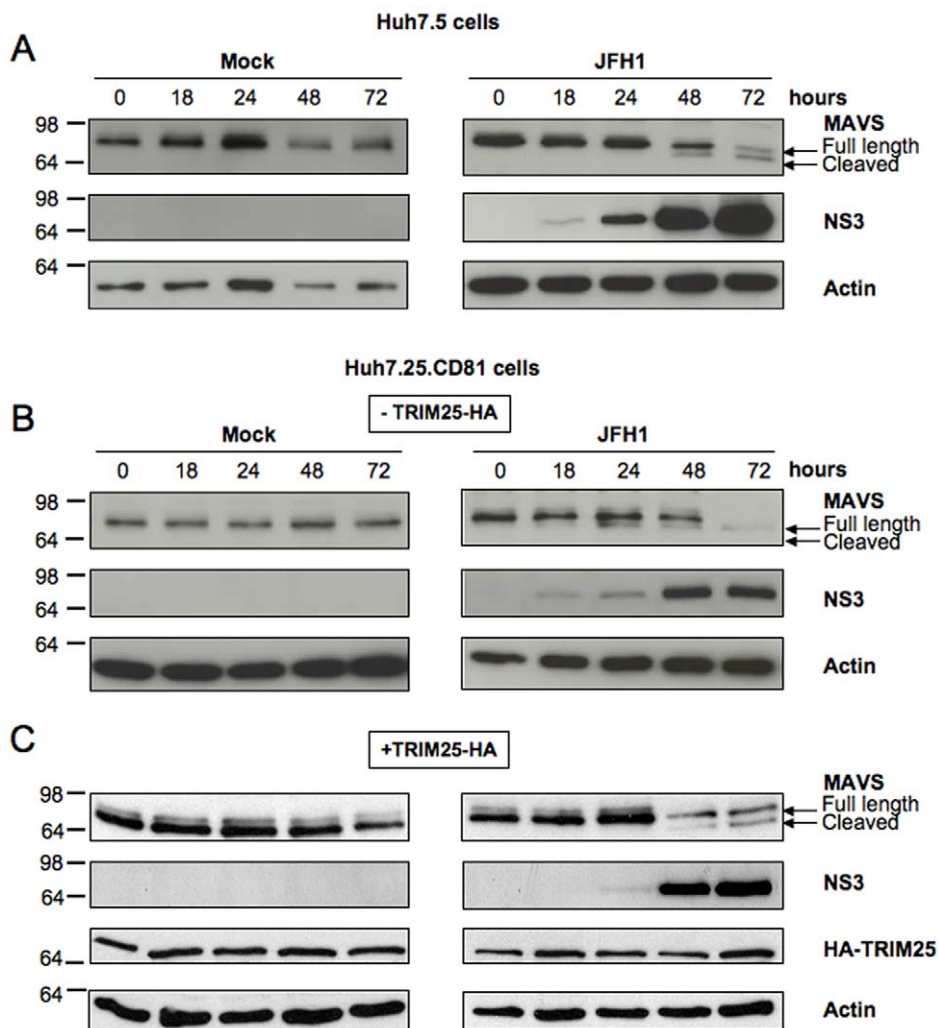 Huh7.5 cells
A
Mock JFH1
0 18 24 48 72 0 18 24 48 72 hours
98 MAVS
Full length
64 Cleaved
98
64 NS3
64
Actin
Huh7.25.CD81 cells
B - TRIM25-HA
Mock JFH1
0 18 24 48 72 0 18 24 48 72 hours
98 MAVS
Full length
64 Cleaved
98
64 NS3
64
Actin
C +TRIM25-HA
98 MAVS
Full length
64 Cleaved
98
64 NS3
HA-TRIM25
64
64
Actin